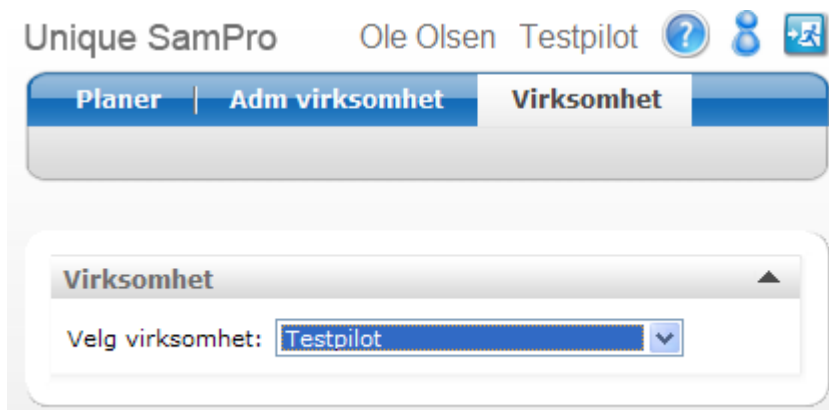 Unique SamPro Ole Olsen Testpilot ?
Planer | Adm virksomhet Virksomhet
Virksomhet
Velg virksomhet: Testpilot